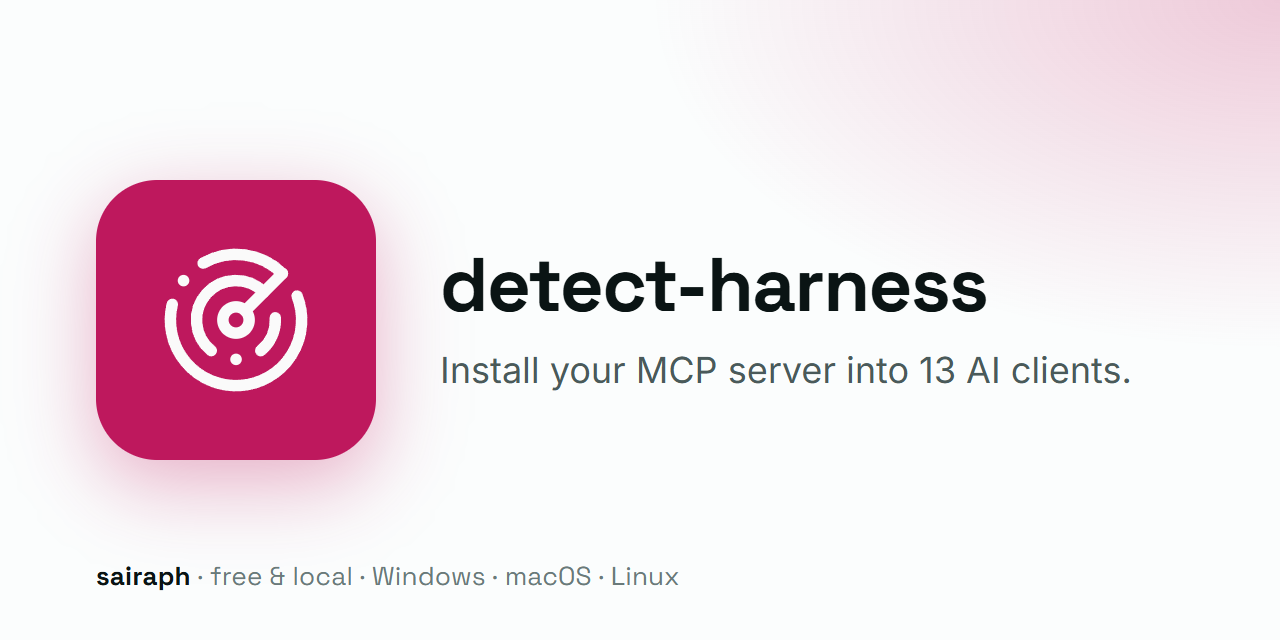 detect-harness
Install your MCP server into 13 AI clients.
sairaph · free & local · Windows · macOS · Linux